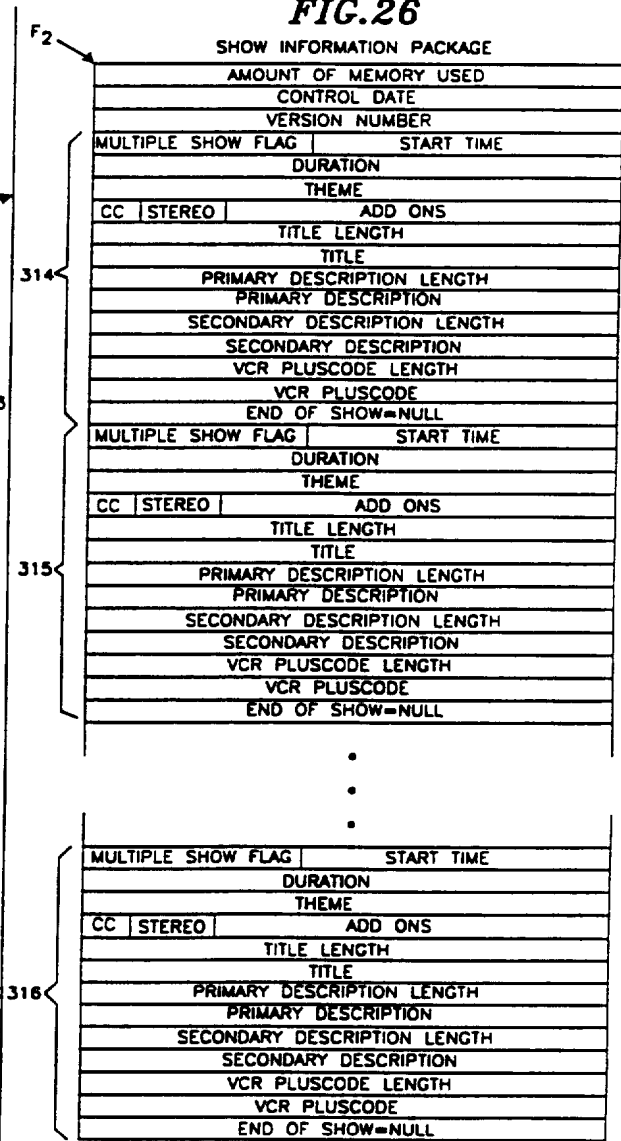 FIG.26
F2
SHOW INFORMATION PACKAGE
AMOUNT OF MEMORY USED
CONTROL DATE
VERSION NUMBER
MULTIPLE SHOW FLAG START TIME
DURATION
THEME
CC STEREO ADD ONS
TITLE LENGTH
TITLE
314
PRIMARY DESCRIPTION LENGTH
PRIMARY DESCRIPTION
SECONDARY DESCRIPTION LENGTH
SECONDARY DESCRIPTION
VCR PLUSCODE LENGTH
VCR PLUSCODE
END OF SHOW=NULL
MULTIPLE SHOW FLAG START TIME
DURATION
THEME
CC STEREO ADD ONS
TITLE LENGTH
TITLE
315
PRIMARY DESCRIPTION LENGTH
PRIMARY DESCRIPTION
SECONDARY DESCRIPTION LENGTH
SECONDARY DESCRIPTION
VCR PLUSCODE LENGTH
VCR PLUSCODE
END OF SHOW=NULL
MULTIPLE SHOW FLAG START TIME
DURATION
THEME
CC STEREO ADD ONS
TITLE LENGTH
TITLE
316
PRIMARY DESCRIPTION LENGTH
PRIMARY DESCRIPTION
SECONDARY DESCRIPTION LENGTH
SECONDARY DESCRIPTION
VCR PLUSCODE LENGTH
VCR PLUSCODE
END OF SHOW=NULL